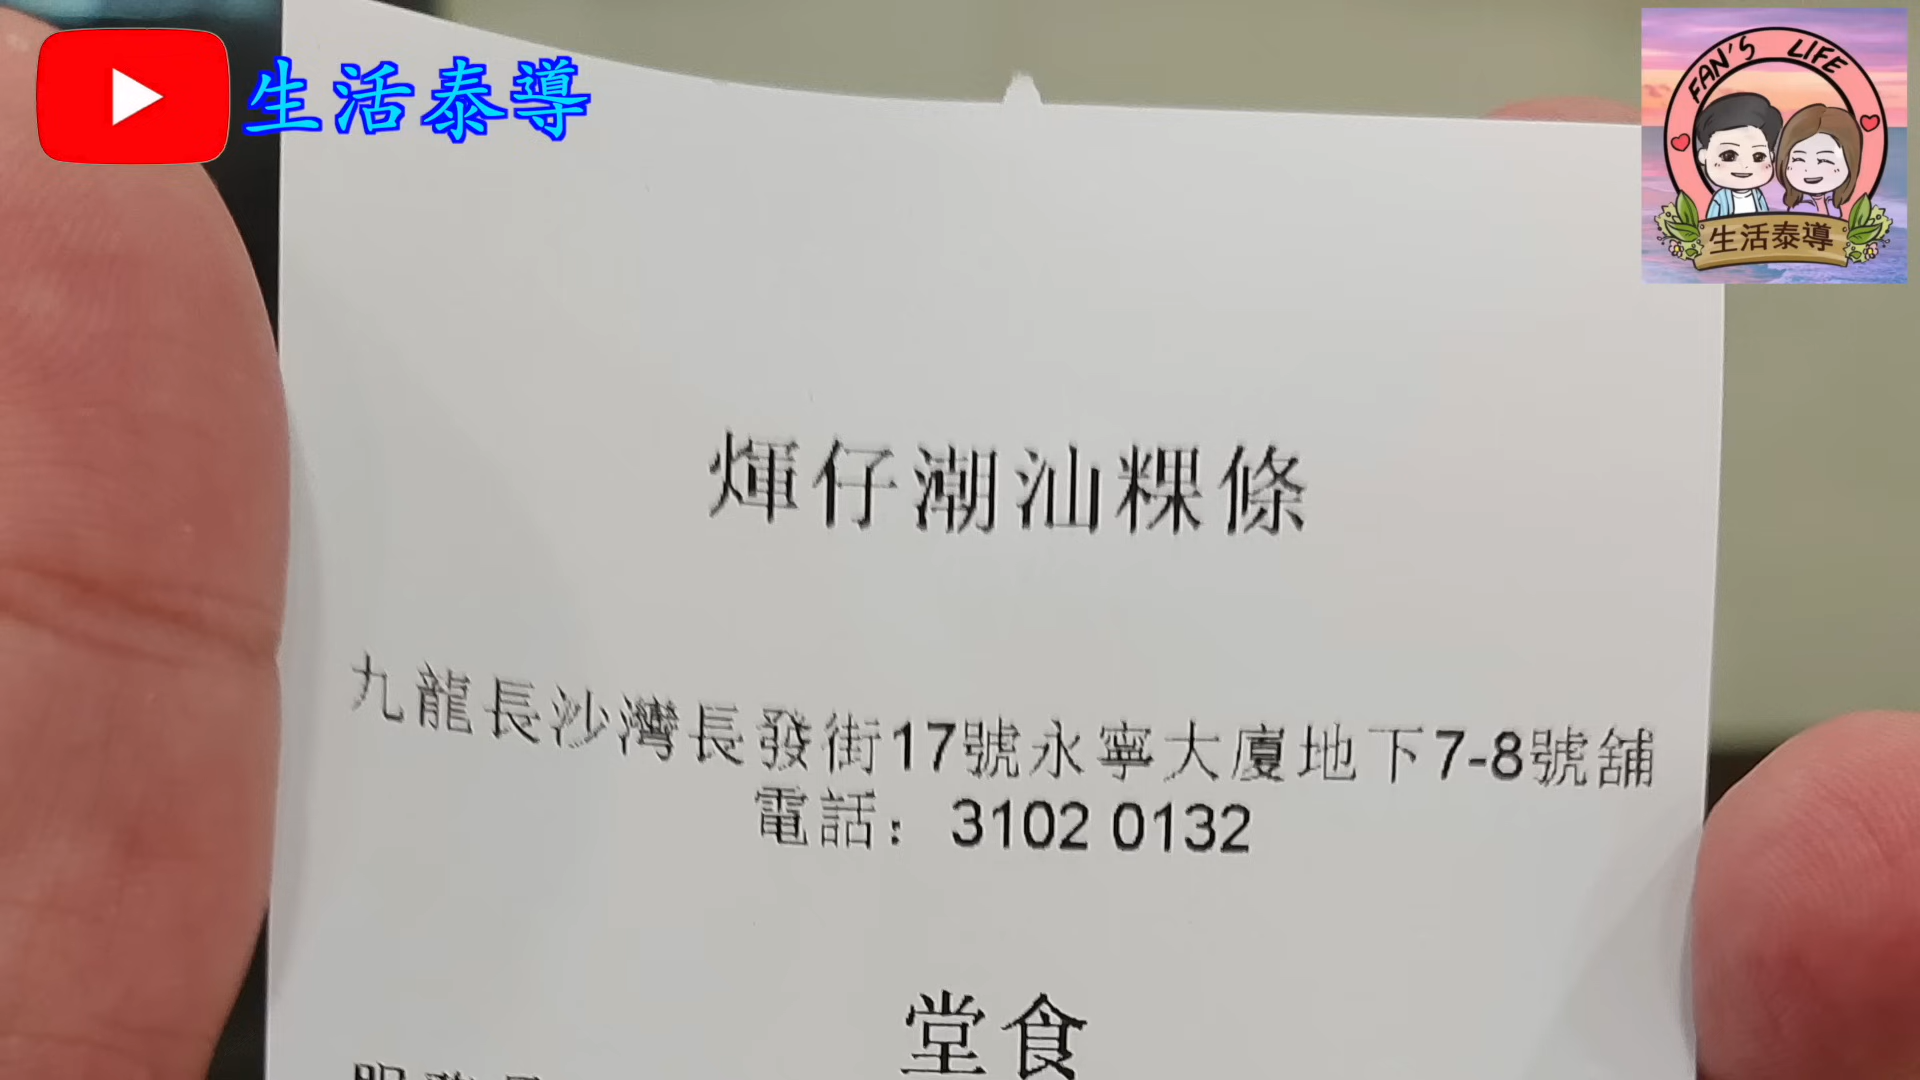 生活泰導
FAN'S LIFE
生活泰導
煇仔潮汕粿條
九龍長沙灣長發街17號永寧大廈地下7-8號舖
電話： 3102 0132
堂食